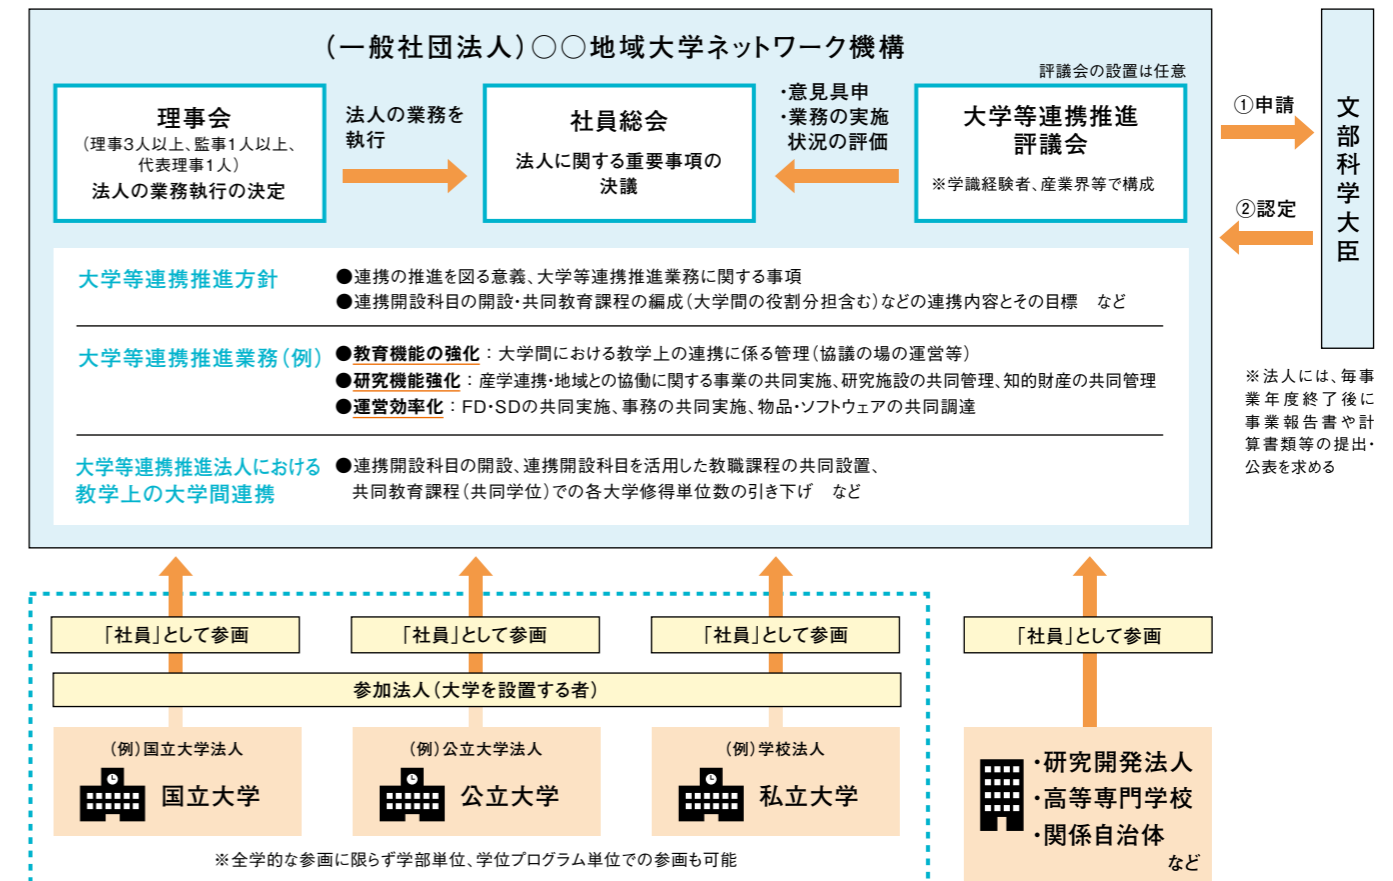 (一般社団法人)○○地域大学ネットワーク機構
評議会の設置は任意
理事会
(理事3人以上、監事1人以上、
代表理事1人)
法人の業務執行の決定
法人の業務を
執行
社員総会
法人に関する重要事項の
決議
・意見具申
・業務の実施
状況の評価
大学等連携推進
評議会
※学識経験者、産業界等で構成
①申請
②認定
文部科学大臣
※法人には、毎事
業年度終了後に
事業報告書や計
算書類等の提出・
公表を求める
大学等連携推進方針
●連携の推進を図る意義、大学等連携推進業務に関する事項
●連携開設科目の開設・共同教育課程の編成(大学間の役割分担含む)などの連携内容とその目標 など
大学等連携推進業務(例)
●教育機能の強化:大学間における教学上の連携に係る管理(協議の場の運営等)
●研究機能強化:産学連携・地域との協働に関する事業の共同実施、研究施設の共同管理、知的財産の共同管理
●運営効率化:FD・SDの共同実施、事務の共同実施、物品・ソフトウェアの共同調達
大学等連携推進法人における
教学上の大学間連携
●連携開設科目の開設、連携開設科目を活用した教職課程の共同設置、
共同教育課程(共同学位)での各大学修得単位数の引き下げ など
「社員」として参画
「社員」として参画
「社員」として参画
「社員」として参画
参加法人(大学を設置する者)
(例)国立大学法人
国立大学
(例)公立大学法人
公立大学
(例)学校法人
私立大学
・研究開発法人
・高等専門学校
・関係自治体
など
※全学的な参画に限らず学部単位、学位プログラム単位での参画も可能